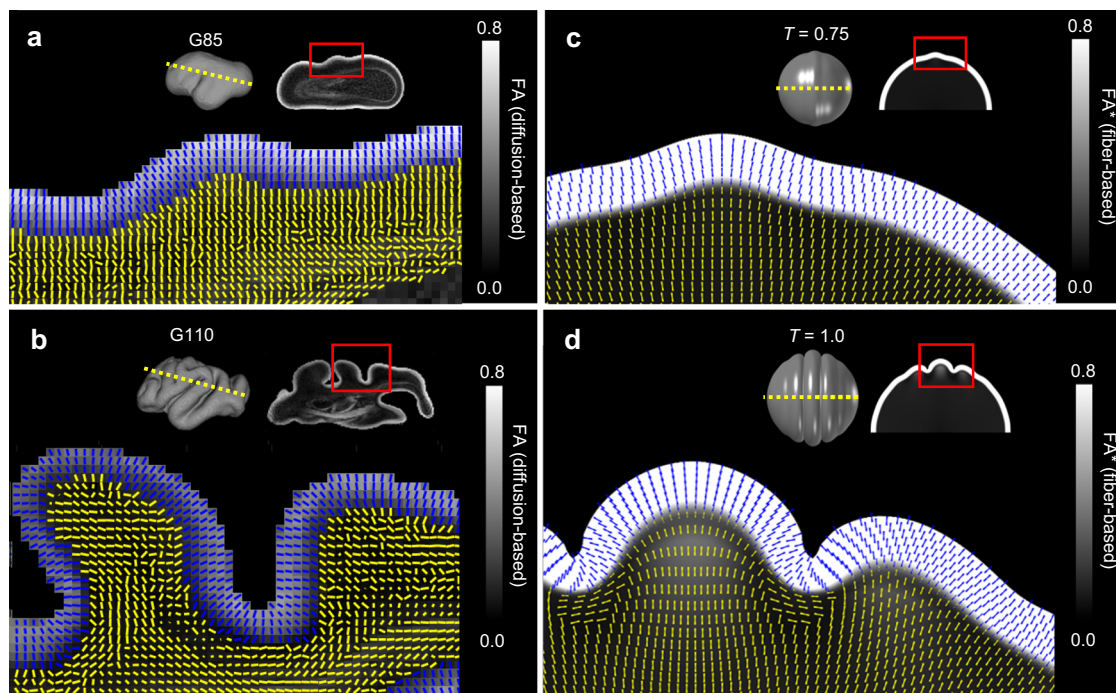 a
G85
0.8
FA (diffusion-based)
0.0
c
T = 0.75
0.8
FA* (fiber-based)
0.0
b
G110
0.8
FA (diffusion-based)
0.0
d
T = 1.0
0.8
FA* (fiber-based)
0.0